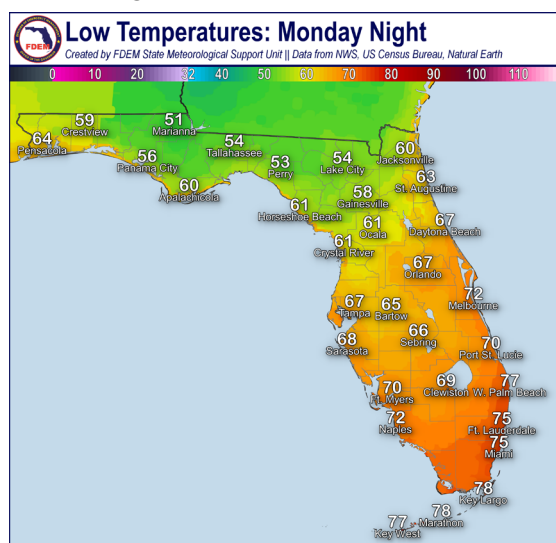 FDEM
Low Temperatures: Monday Night
Created by FDEM State Meteorological Support Unit || Data from NWS, US Census Bureau, Natural Earth
0 10 20 32 40 50 60 70 80 90 100 110
59
Crestview
51
Marianna
64
Pensacola
54
Tallahassee
60
Jacksonville
56
Panama City
53
Perry
54
Lake City
63
St. Augustine
60
Apalachicola
58
Gainesville
61
Horseshoe Beach
61
Ocala
67
Daytona Beach
61
Crystal River
67
Orlando
72
Melbourne
67
Tampa
65
Bartow
68
Sarasota
66
Sebring
70
Port St. Lucie
70
Ft. Myers
69
Clewiston
77
W. Palm Beach
72
Naples
75
Ft. Lauderdale
75
Miami
78
Key Largo
78
Marathon
77
Key West